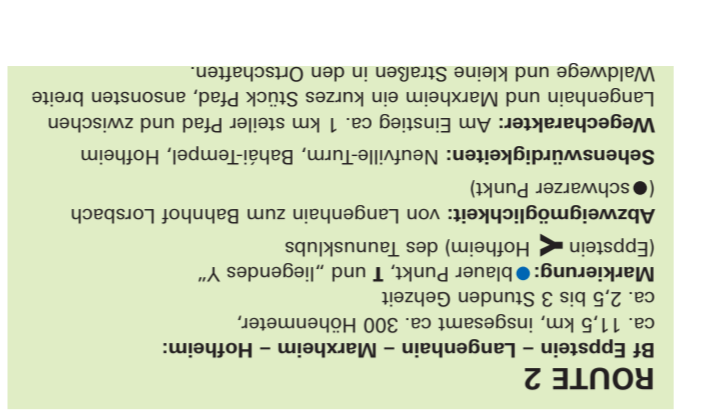 ROUTE 2
Bf Eppstein – Langenhain – Marxheim – Hofheim:
ca. 11,5 km, insgesamt ca. 300 Höhenmeter,
ca. 2,5 bis 3 Stunden Gehzeit
Markierung: ● blauer Punkt, T und „liegendes Y“
(Eppstein Y Hofheim) des Taunusklubs
Abzweigmöglichkeit: von Langenhain zum Bahnhof Lorsbach
(● schwarzer Punkt)
Sehenswürdigkeiten: Neufville-Turm, Bahái-Tempel, Hofheim
Wegecharakter: Am Einstieg ca. 1 km steiler Pfad und zwischen
Langenhain und Marxheim ein kurzes Stück Pfad, ansonsten breite
Waldwege und kleine Straßen in den Ortschaften.